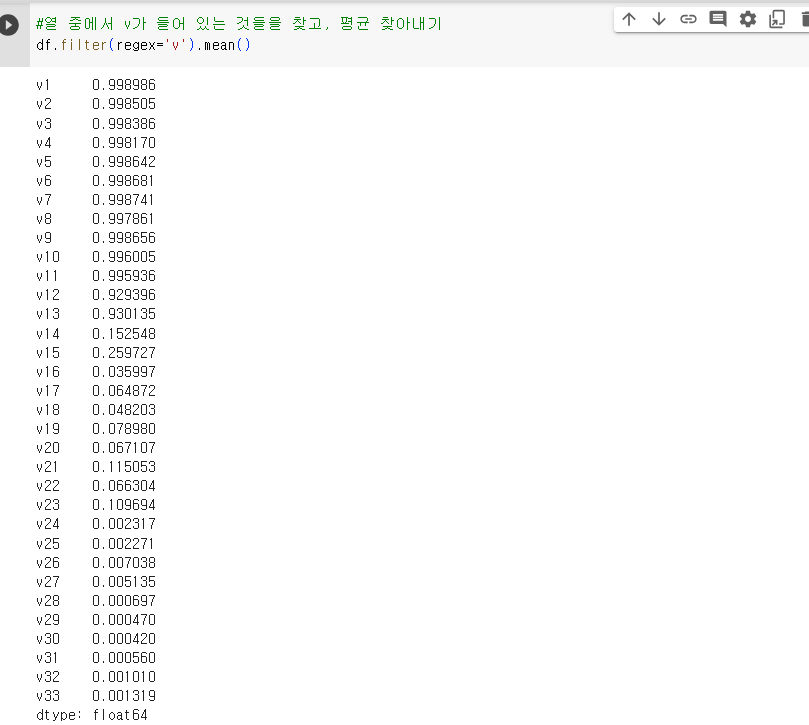 #열 중에서 v가 들어 있는 것들을 찾고, 평균 찾아내기
df.filter(regex='v').mean()
v1 0.998986
v2 0.998505
v3 0.998386
v4 0.998170
v5 0.998642
v6 0.998681
v7 0.998741
v8 0.997861
v9 0.998656
v10 0.996005
v11 0.995936
v12 0.929396
v13 0.930135
v14 0.152548
v15 0.259727
v16 0.035997
v17 0.064872
v18 0.048203
v19 0.078980
v20 0.067107
v21 0.115053
v22 0.066304
v23 0.109694
v24 0.002317
v25 0.002271
v26 0.007038
v27 0.005135
v28 0.000697
v29 0.000470
v30 0.000420
v31 0.000560
v32 0.001010
v33 0.001319
dtype: float64